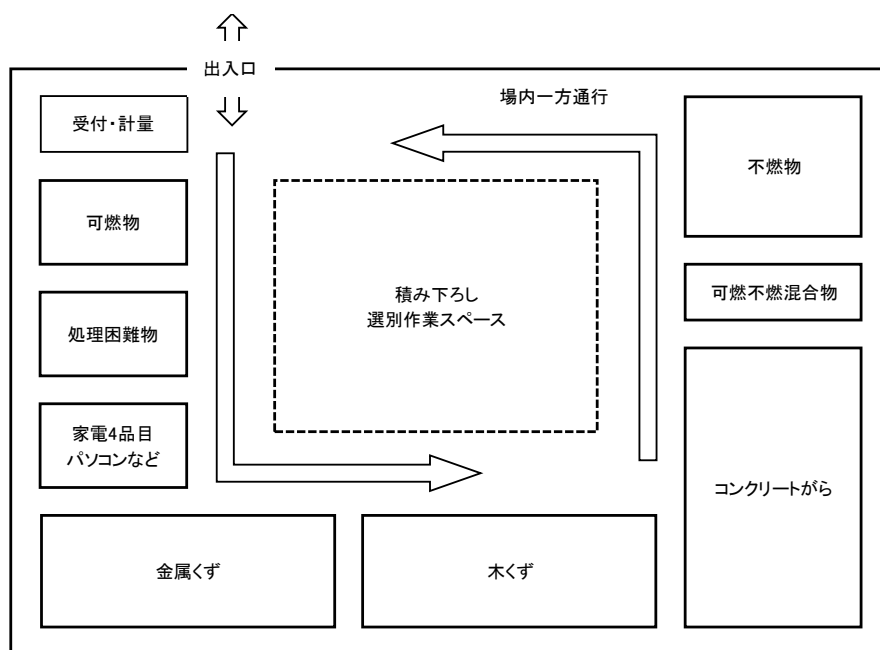 出入口
受付・計量
場内一方通行
不燃物
可燃物
可燃不燃混合物
積み下ろし
選別作業スペース
処理困難物
家電4品目
パソコンなど
コンクリートがら
金属くず
木くず